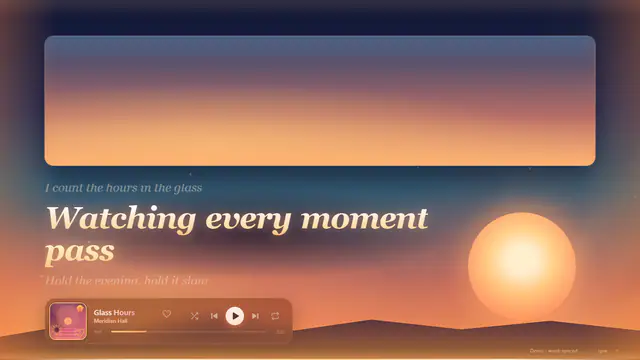 I count the hours in the glass
Watching every moment
pass
Hold the evening, hold it slow
Glass Hours
Meridian Hall